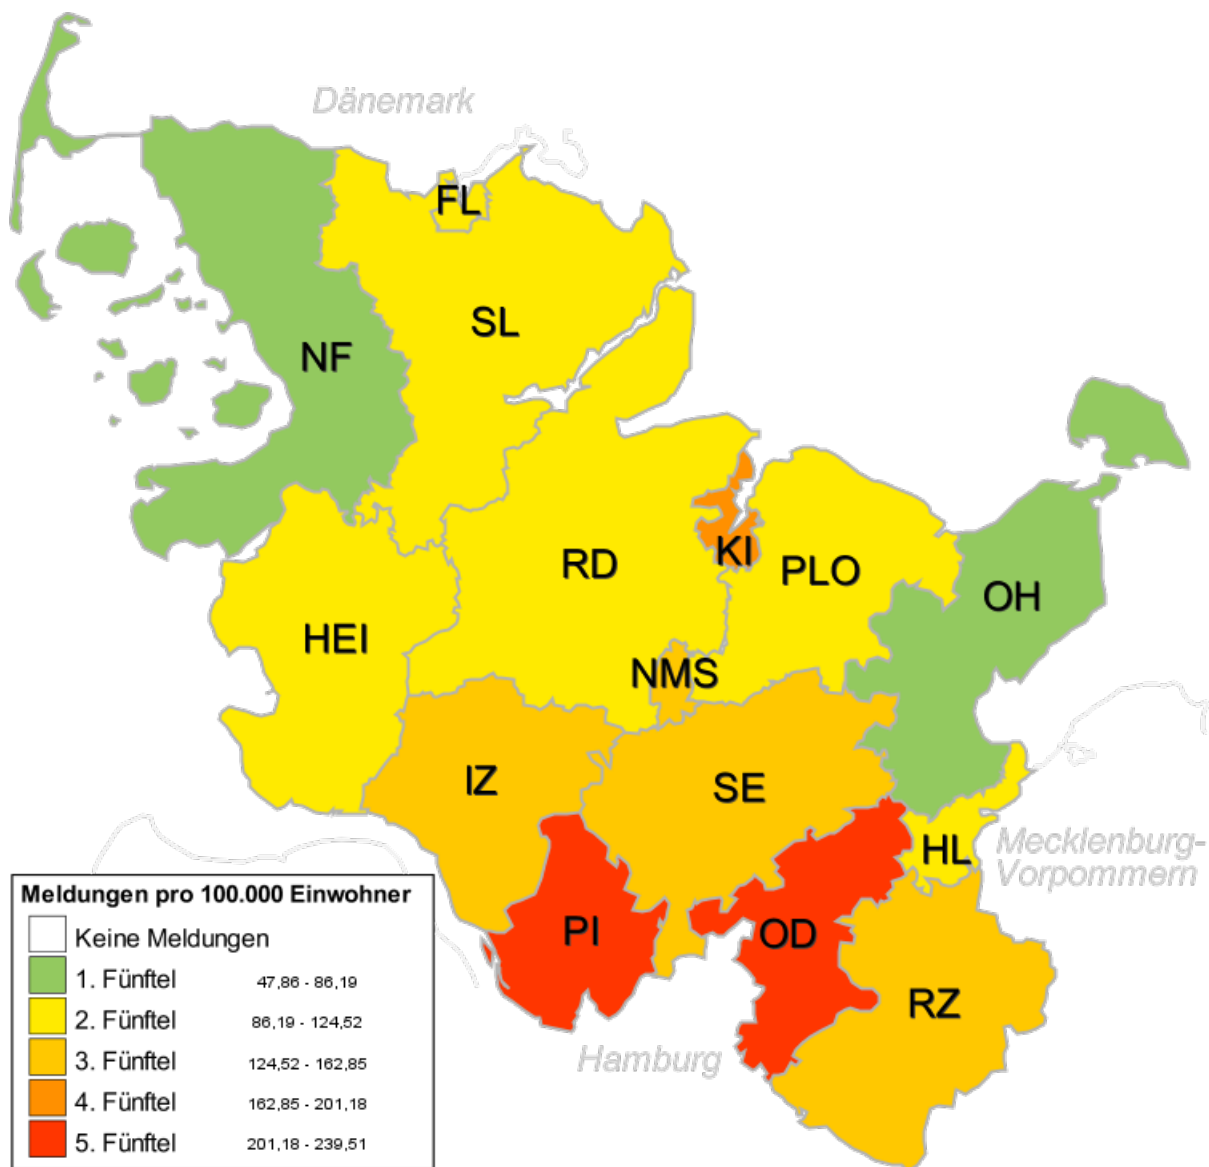 Dänemark
FL
SL
NF
RD
KI
PLO
OH
HEI
NMS
IZ
SE
HL
Mecklenburg-
Vorpommern
PI
OD
RZ
Hamburg
Meldungen pro 100.000 Einwohner
Keine Meldungen
1. Fünftel 47,86 - 86,19
2. Fünftel 86,19 - 124,52
3. Fünftel 124,52 - 162,85
4. Fünftel 162,85 - 201,18
5. Fünftel 201,18 - 239,51